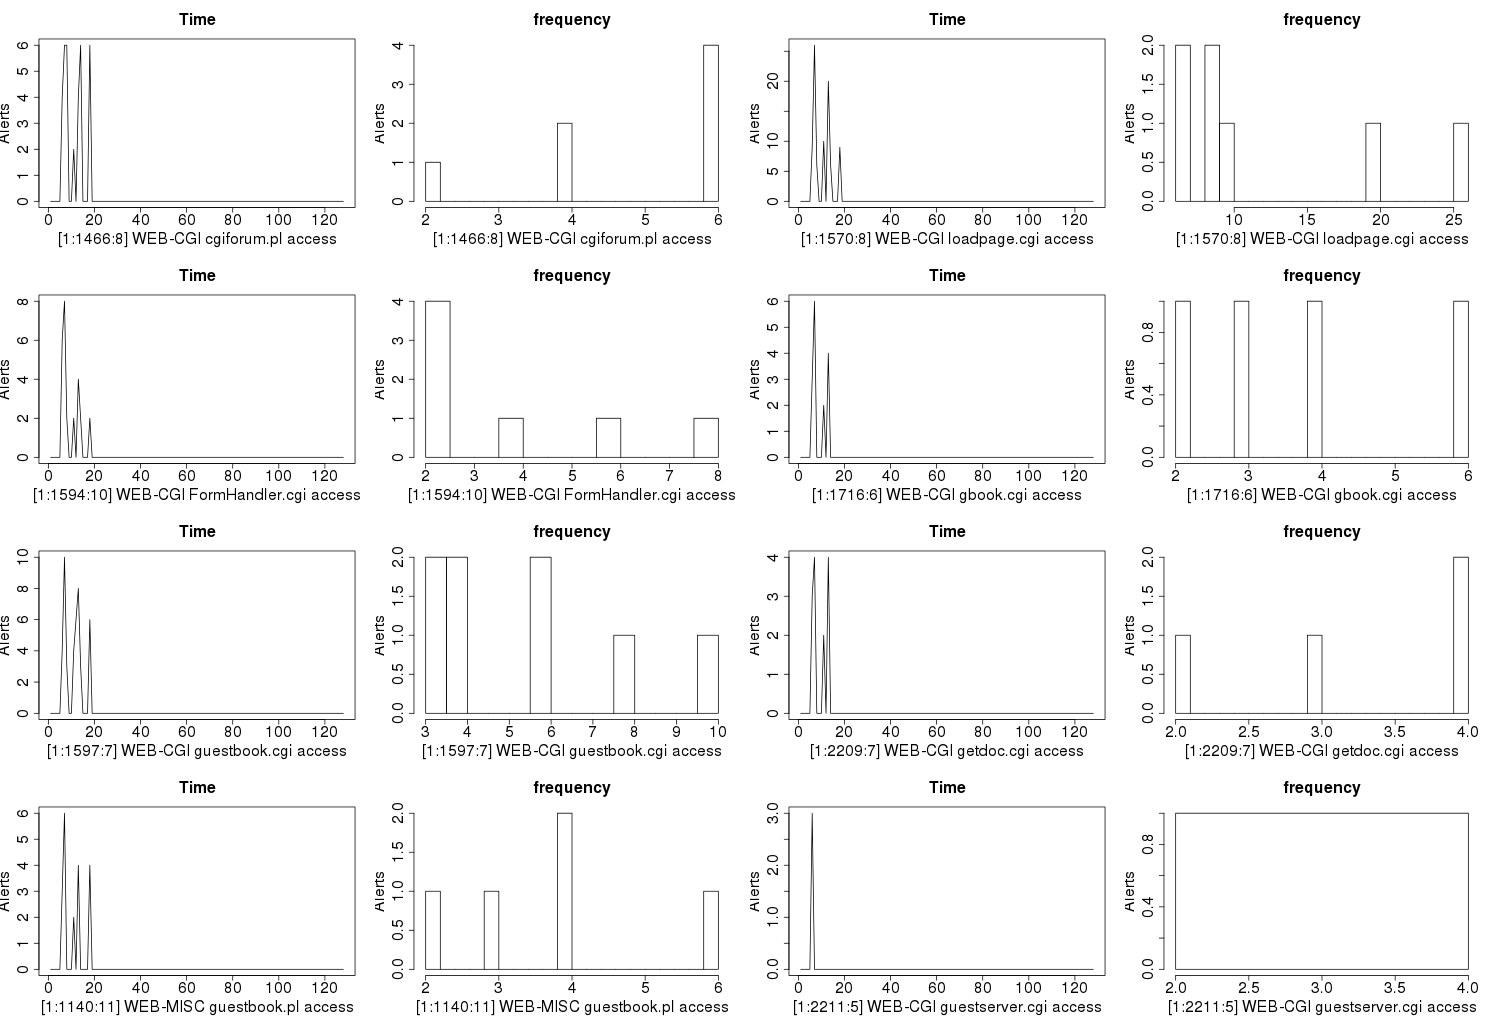 Time frequency Time frequency
Alerts 0 1 2 3 4 5 6 Alerts 0 1 2 3 4 Alerts 0 5 10 20 Alerts 0.0 0.5 1.0 1.5 2.0
0 20 40 60 80 100 120 2 3 4 5 6 0 20 40 60 80 100 120 10 15 20 25
[1:1466:8] WEB-CGI cgiforum.pl access [1:1466:8] WEB-CGI cgiforum.pl access [1:1570:8] WEB-CGI loadpage.cgi access [1:1570:8] WEB-CGI loadpage.cgi access
Time frequency Time frequency
Alerts 0 2 4 6 8 Alerts 0 1 2 3 4 Alerts 0 1 2 3 4 5 6 Alerts 0.0 0.4 0.8
0 20 40 60 80 100 120 2 3 4 5 6 7 8 0 20 40 60 80 100 120 2 3 4 5 6
[1:1594:10] WEB-CGI FormHandler.cgi access [1:1594:10] WEB-CGI FormHandler.cgi access [1:1716:6] WEB-CGI gbook.cgi access [1:1716:6] WEB-CGI gbook.cgi access
Time frequency Time frequency
Alerts 0 2 4 6 8 10 Alerts 0.0 0.5 1.0 1.5 2.0 Alerts 0 1 2 3 4 Alerts 0.0 0.5 1.0 1.5 2.0
0 20 40 60 80 100 120 3 4 5 6 7 8 9 10 0 20 40 60 80 100 120 2.0 2.5 3.0 3.5 4.0
[1:1597:7] WEB-CGI guestbook.cgi access [1:1597:7] WEB-CGI guestbook.cgi access [1:2209:7] WEB-CGI getdoc.cgi access [1:2209:7] WEB-CGI getdoc.cgi access
Time frequency Time frequency
Alerts 0 1 2 3 4 5 6 Alerts 0.0 0.5 1.0 1.5 2.0 Alerts 0.0 1.0 2.0 3.0 Alerts 0.0 0.4 0.8
0 20 40 60 80 100 120 2 3 4 5 6 0 20 40 60 80 100 120 2.0 2.5 3.0 3.5 4.0
[1:1140:11] WEB-MISC guestbook.pl access [1:1140:11] WEB-MISC guestbook.pl access [1:2211:5] WEB-CGI guestserver.cgi access [1:2211:5] WEB-CGI guestserver.cgi access